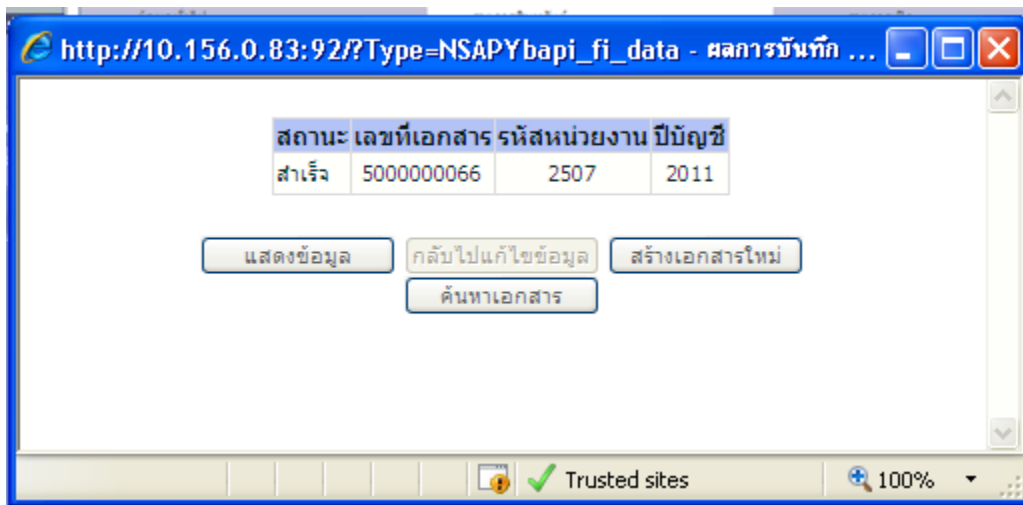 http://10.156.0.83:92/?Type=NSAPYbapi_fi_data - ผลการบันทึก ...
สถานะ เลขที่เอกสาร รหัสหน่วยงาน ปีบัญชี
สำเร็จ 5000000066 2507 2011
แสดงข้อมูล กลับไปแก้ไขข้อมูล สร้างเอกสารใหม่
ค้นหาเอกสาร
Trusted sites 100%